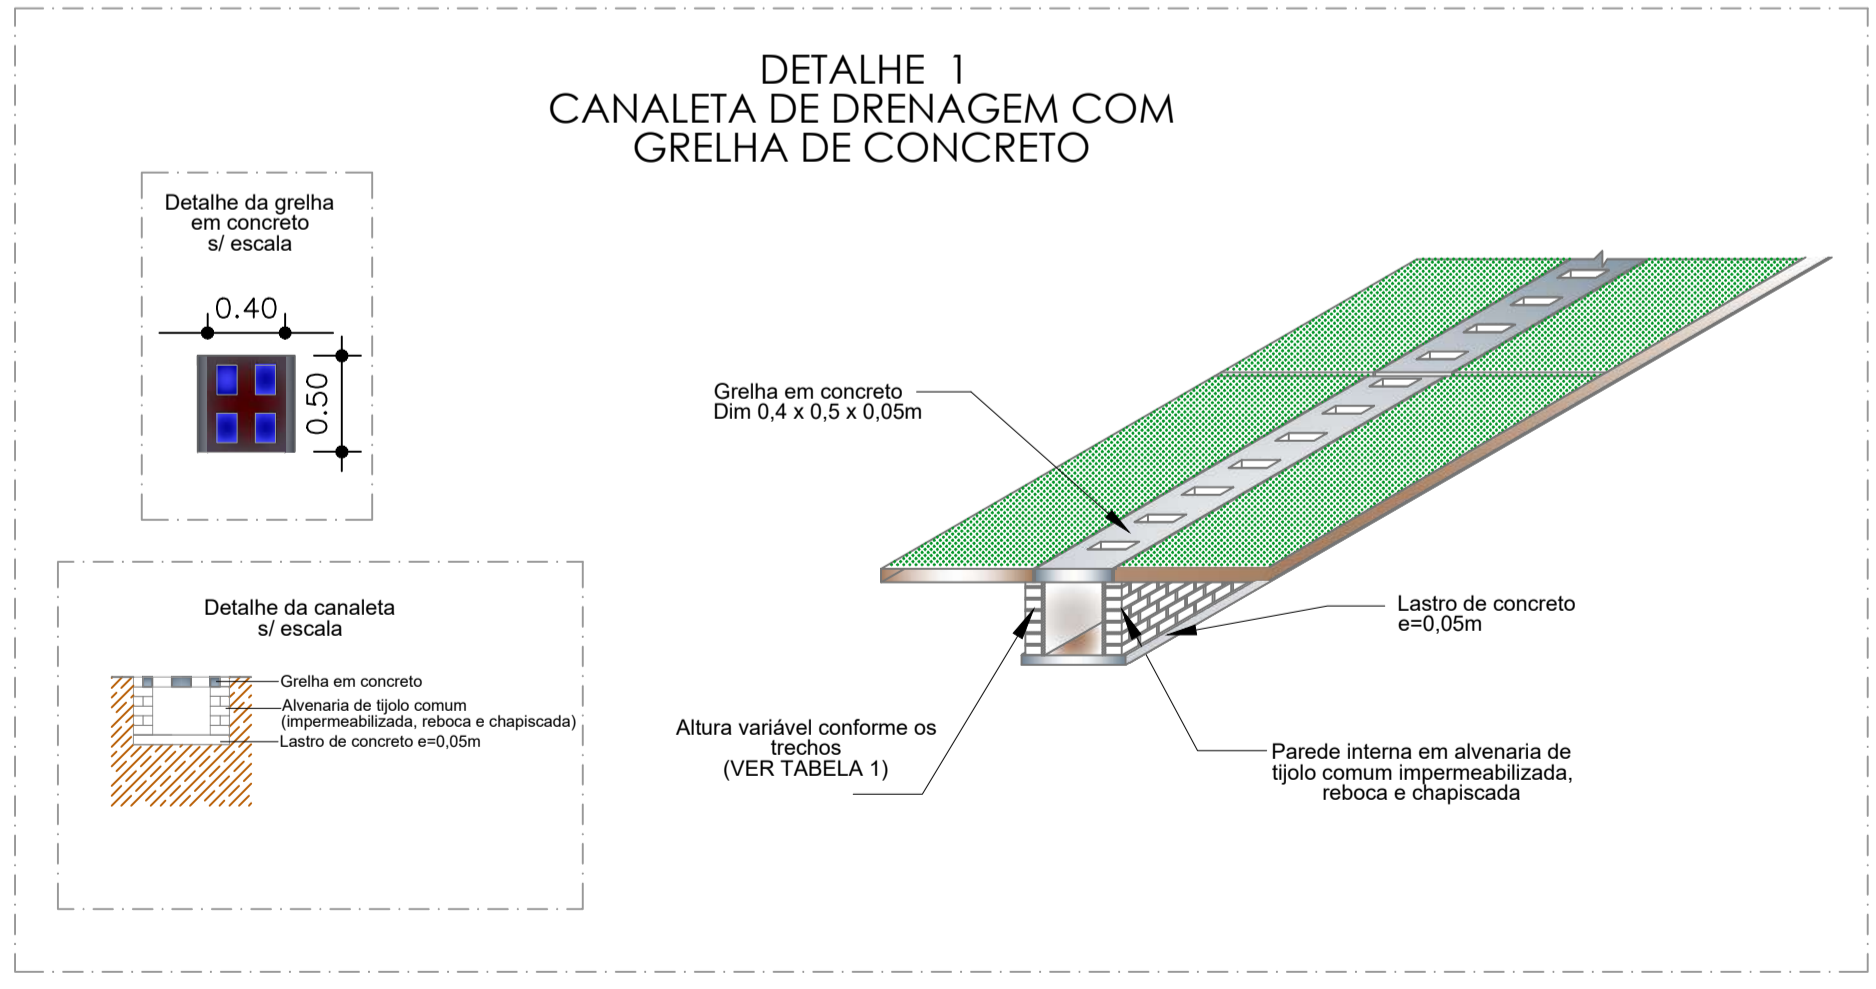 DETALHE 1
CANALETA DE DRENAGEM COM
GRELHA DE CONCRETO
Detalhe da grelha
em concreto
s/ escala
0.40
0.50
Grelha em concreto
Dim 0,4 x 0,5 x 0,05m
Lastro de concreto
e=0,05m
Detalhe da canaleta
s/ escala
Grelha em concreto
Alvenaria de tijolo comum
(impermeabilizada, reboca e chapiscada)
Lastro de concreto e=0,05m
Altura variável conforme os
trechos
(VER TABELA 1)
Parede interna em alvenaria de
tijolo comum impermeabilizada,
reboca e chapiscada